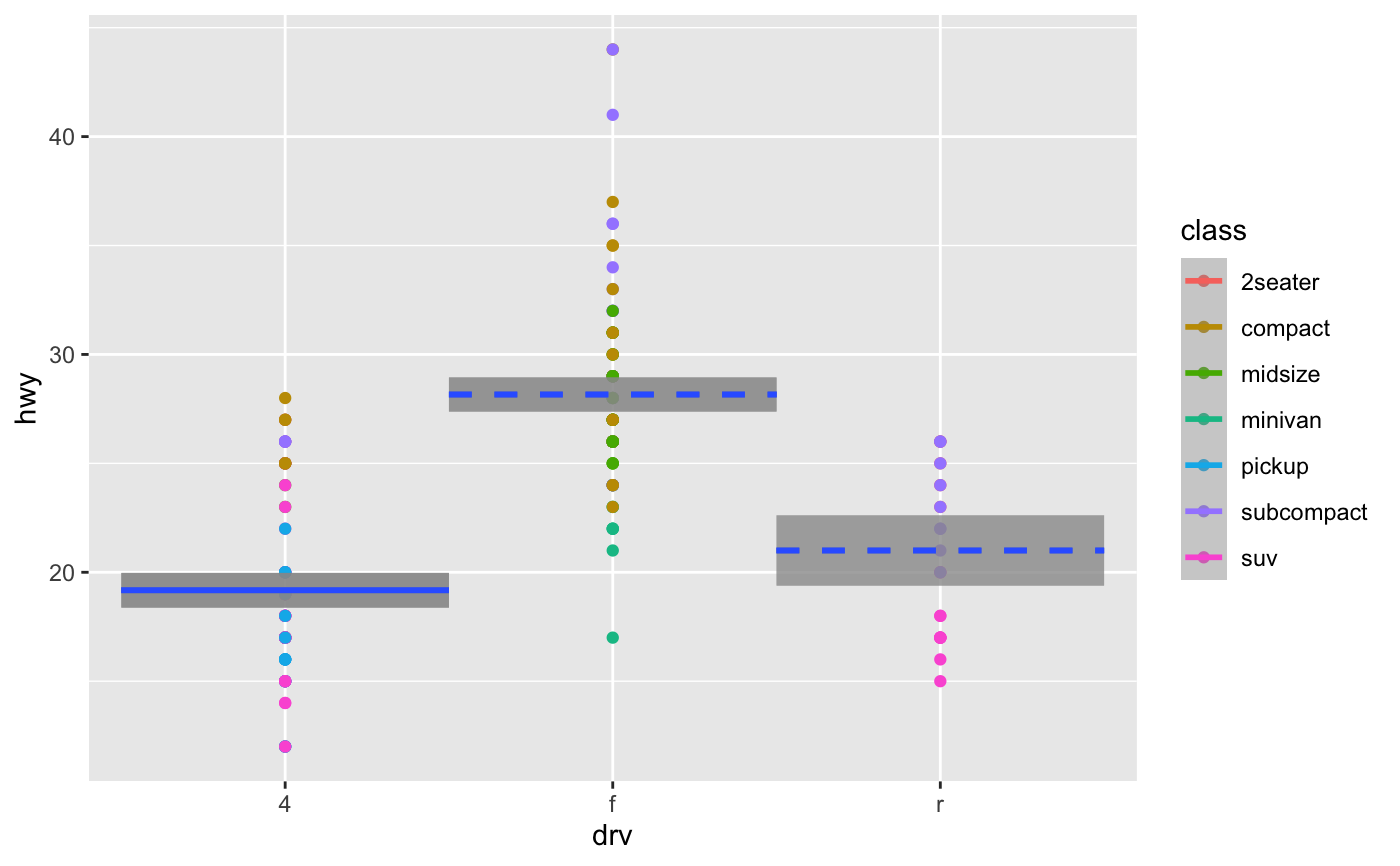 hwy
40
30
20
4 f r
drv
class
2seater
compact
midsize
minivan
pickup
subcompact
suv